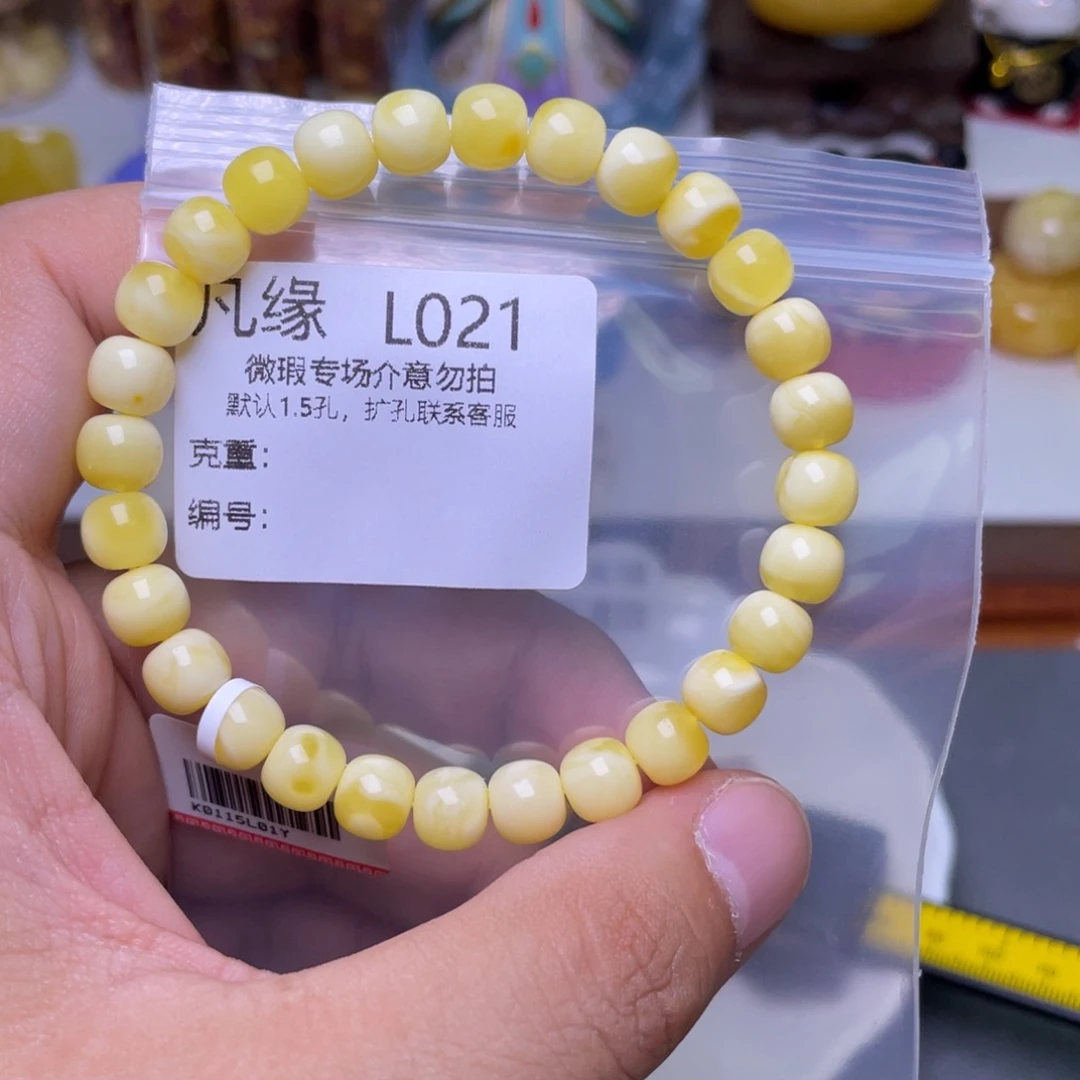 凡缘 L021
微瑕专场介意勿拍
默认1.5孔，扩孔联系客服
克重：
编号：
K0115L01Y